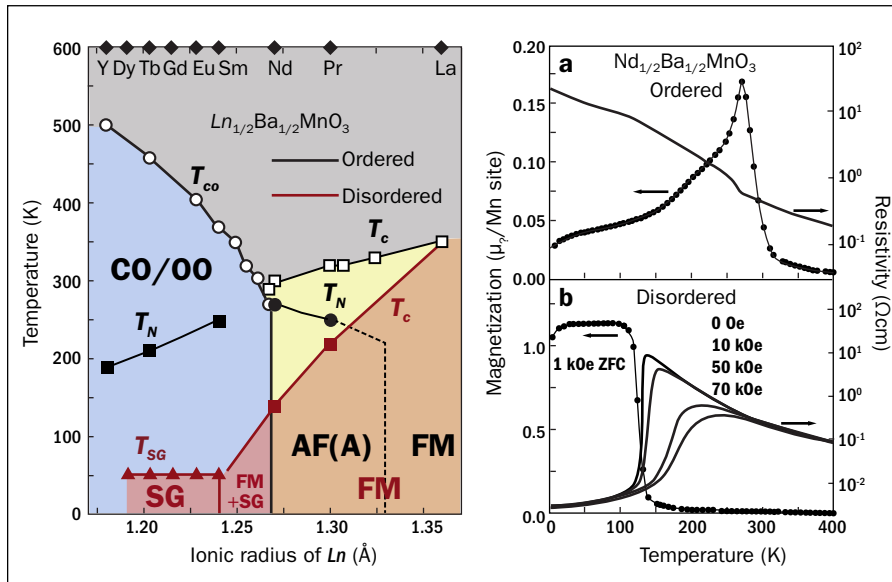 600
500
400
300
200
100
0
Temperature (K)
Y Dy Tb Gd Eu Sm Nd Pr La
Ln1/2Ba1/2MnO3
Ordered
Disordered
Tco
Tc
CO/OO
TN
TN
Tc
TSG
SG
FM
+SG
AF(A)
FM
FM
1.20 1.25 1.30 1.35
Ionic radius of Ln (Å)
0.20
0.15
0.10
0.05
0.00
a
Nd1/2Ba1/2MnO3
Ordered
10²
10¹
10⁰
10⁻¹
Magnetization (μ?/Mn site)
Resistivity (Ωcm)
b
Disordered
1.0
0.5
0.0
1 kOe ZFC
0 Oe
10 kOe
50 kOe
70 kOe
10²
10¹
10⁰
10⁻¹
10⁻²
0 100 200 300 400
Temperature (K)